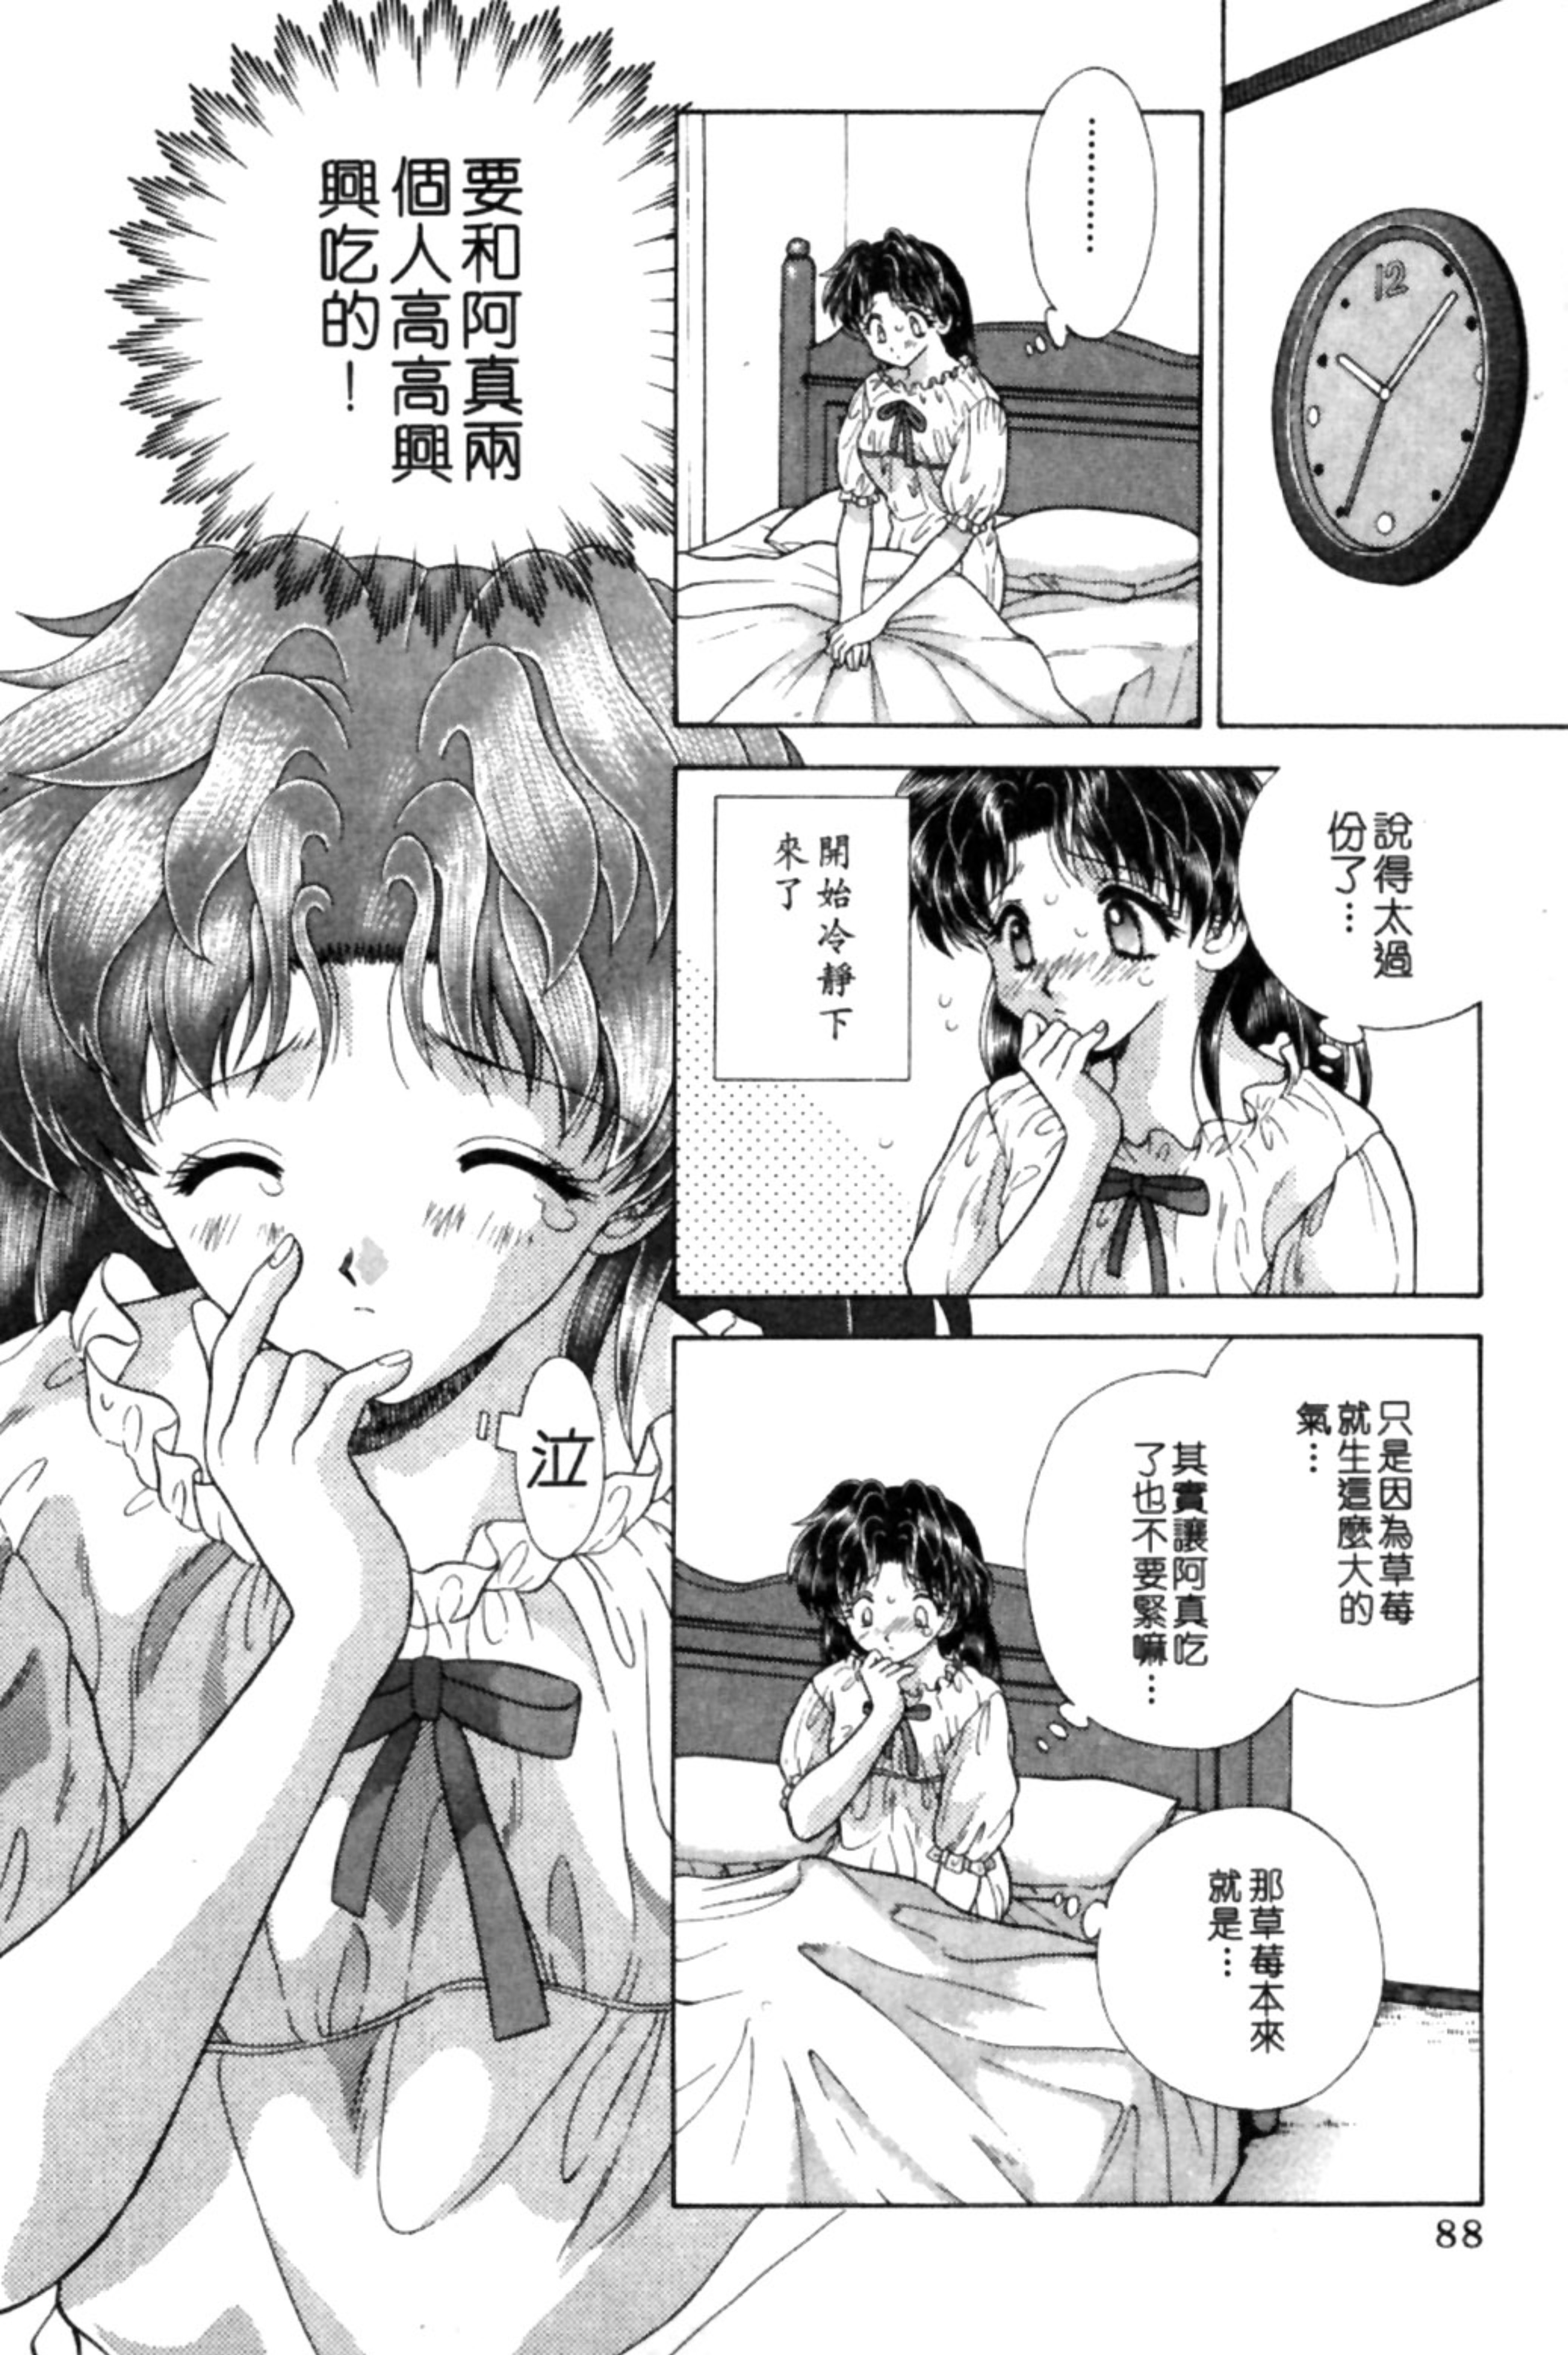 12
…………
說得太過
份了…
開始冷靜下
來了
只是因為草莓
就生這麼大的
氣…
其實讓阿真吃
了也不要緊嘛…
那草莓本來
就是…
要和阿真兩
個人高高興
興吃的！
泣
88